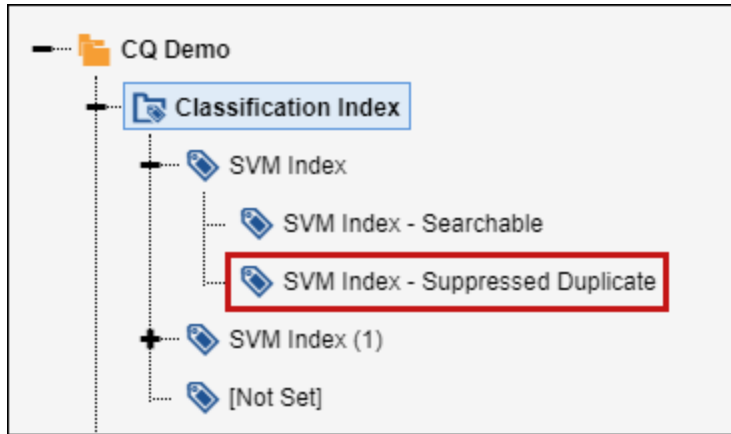 CQ Demo
Classification Index
SVM Index
SVM Index - Searchable
SVM Index - Suppressed Duplicate
SVM Index (1)
[Not Set]